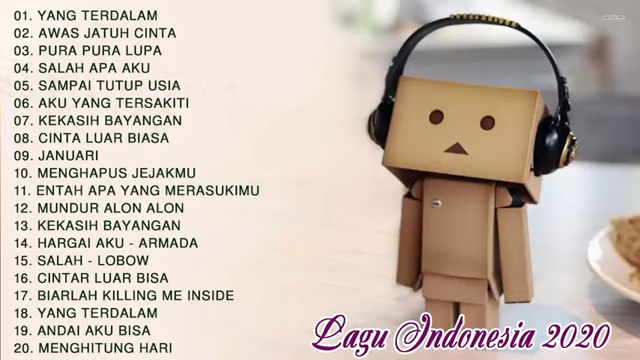 01. YANG TERDALAM
02. AWAS JATUH CINTA
03. PURA PURA LUPA
04. SALAH APA AKU
05. SAMPAI TUTUP USIA
06. AKU YANG TERSAKITI
07. KEKASIH BAYANGAN
08. CINTA LUAR BIASA
09. JANUARI
10. MENGHAPUS JEJAKMU
11. ENTAH APA YANG MERASUKIMU
12. MUNDUR ALON ALON
13. KEKASIH BAYANGAN
14. HARGAI AKU - ARMADA
15. SALAH - LOBOW
16. CINTAR LUAR BISA
17. BIARLAH KILLING ME INSIDE
18. YANG TERDALAM
19. ANDAI AKU BISA
20. MENGHITUNG HARI
Lagu Indonesia 2020